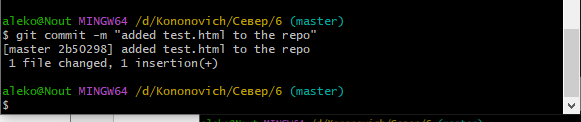 aleko@Nout MINGW64 /d/Kononovich/Север/6 (master)
$ git commit -m "added test.html to the repo"
[master 2b50298] added test.html to the repo
 1 file changed, 1 insertion(+)
aleko@Nout MINGW64 /d/Kononovich/Север/6 (master)
$